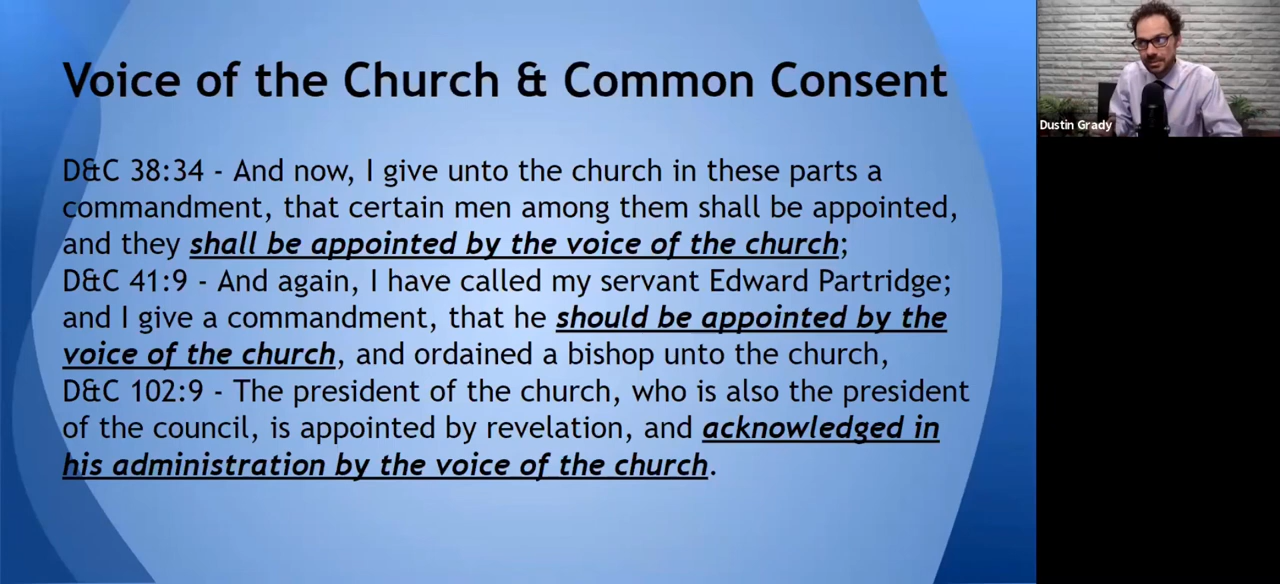 Voice of the Church & Common Consent
D&C 38:34 - And now, I give unto the church in these parts a
commandment, that certain men among them shall be appointed,
and they shall be appointed by the voice of the church;
D&C 41:9 - And again, I have called my servant Edward Partridge;
and I give a commandment, that he should be appointed by the
voice of the church, and ordained a bishop unto the church,
D&C 102:9 - The president of the church, who is also the president
of the council, is appointed by revelation, and acknowledged in
his administration by the voice of the church.
Dustin Grady